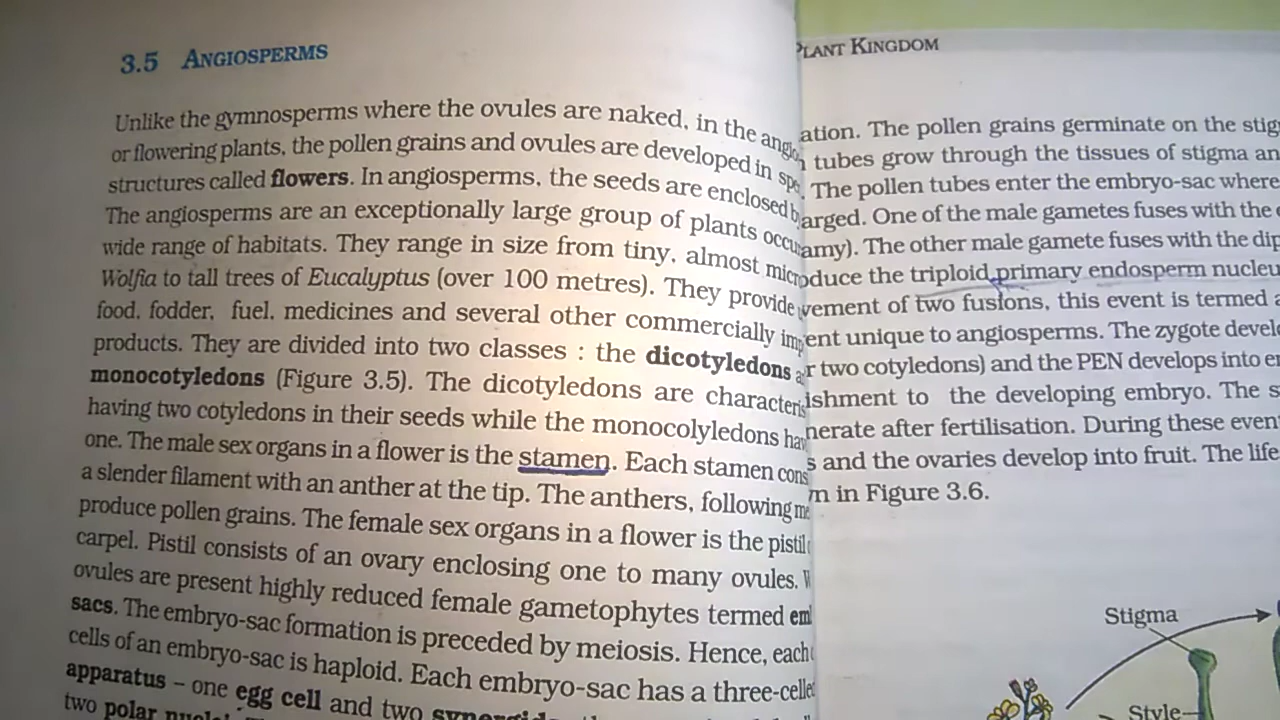 3.5 ANGIOSPERMS
Unlike the gymnosperms where the ovules are naked, in the
or flowering plants, the pollen grains and ovules are developed in
structures called flowers. In angiosperms, the seeds are enclosed
The angiosperms are an exceptionally large group of plants
wide range of habitats. They range in size from tiny, almost
Wolfia to tall trees of Eucalyptus (over 100 metres). They provide
food, fodder, fuel, medicines and several other commercially
products. They are divided into two classes : the dicotyledons
monocotyledons (Figure 3.5). The dicotyledons are
having two cotyledons in their seeds while the monocolyledons
one. The male sex organs in a flower is the stamen. Each stamen
a slender filament with an anther at the tip. The anthers, following
produce pollen grains. The female sex organs in a flower is the pistil
carpel. Pistil consists of an ovary enclosing one to many ovules.
ovules are present highly reduced female gametophytes termed
sacs. The embryo-sac formation is preceded by meiosis. Hence, each
cells of an embryo-sac is haploid. Each embryo-sac has a
apparatus – one egg cell and two
two polar
PLANT KINGDOM
ation. The pollen grains germinate on the
tubes grow through the tissues of stigma
The pollen tubes enter the embryo-sac where
arged. One of the male gametes fuses with the
amy). The other male gamete fuses with the
the triploid primary endosperm
vement of two fusions, this event is termed
ent unique to angiosperms. The zygote
two cotyledons) and the PEN develops into
ishment to the developing embryo. The
nerate after fertilisation. During these
and the ovaries develop into fruit. The life
in Figure 3.6.
Stigma
Style